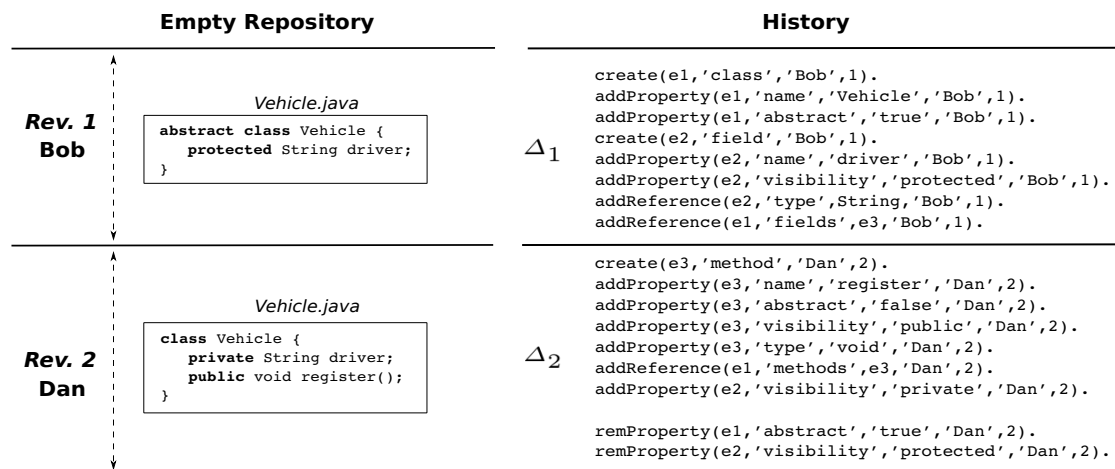 Empty Repository
History
Rev. 1
Bob
Vehicle.java
abstract class Vehicle {
protected String driver;
}
Δ1
create(e1,'class','Bob',1).
addProperty(e1,'name','Vehicle','Bob',1).
addProperty(e1,'abstract','true','Bob',1).
create(e2,'field','Bob',1).
addProperty(e2,'name','driver','Bob',1).
addProperty(e2,'visibility','protected','Bob',1).
addReference(e2,'type',String,'Bob',1).
addReference(e1,'fields',e3,'Bob',1).
Rev. 2
Dan
Vehicle.java
class Vehicle {
private String driver;
public void register();
}
Δ2
create(e3,'method','Dan',2).
addProperty(e3,'name','register','Dan',2).
addProperty(e3,'abstract','false','Dan',2).
addProperty(e3,'visibility','public','Dan',2).
addProperty(e3,'type','void','Dan',2).
addReference(e1,'methods',e3,'Dan',2).
addProperty(e2,'visibility','private','Dan',2).
remProperty(e1,'abstract','true','Dan',2).
remProperty(e2,'visibility','protected','Dan',2).